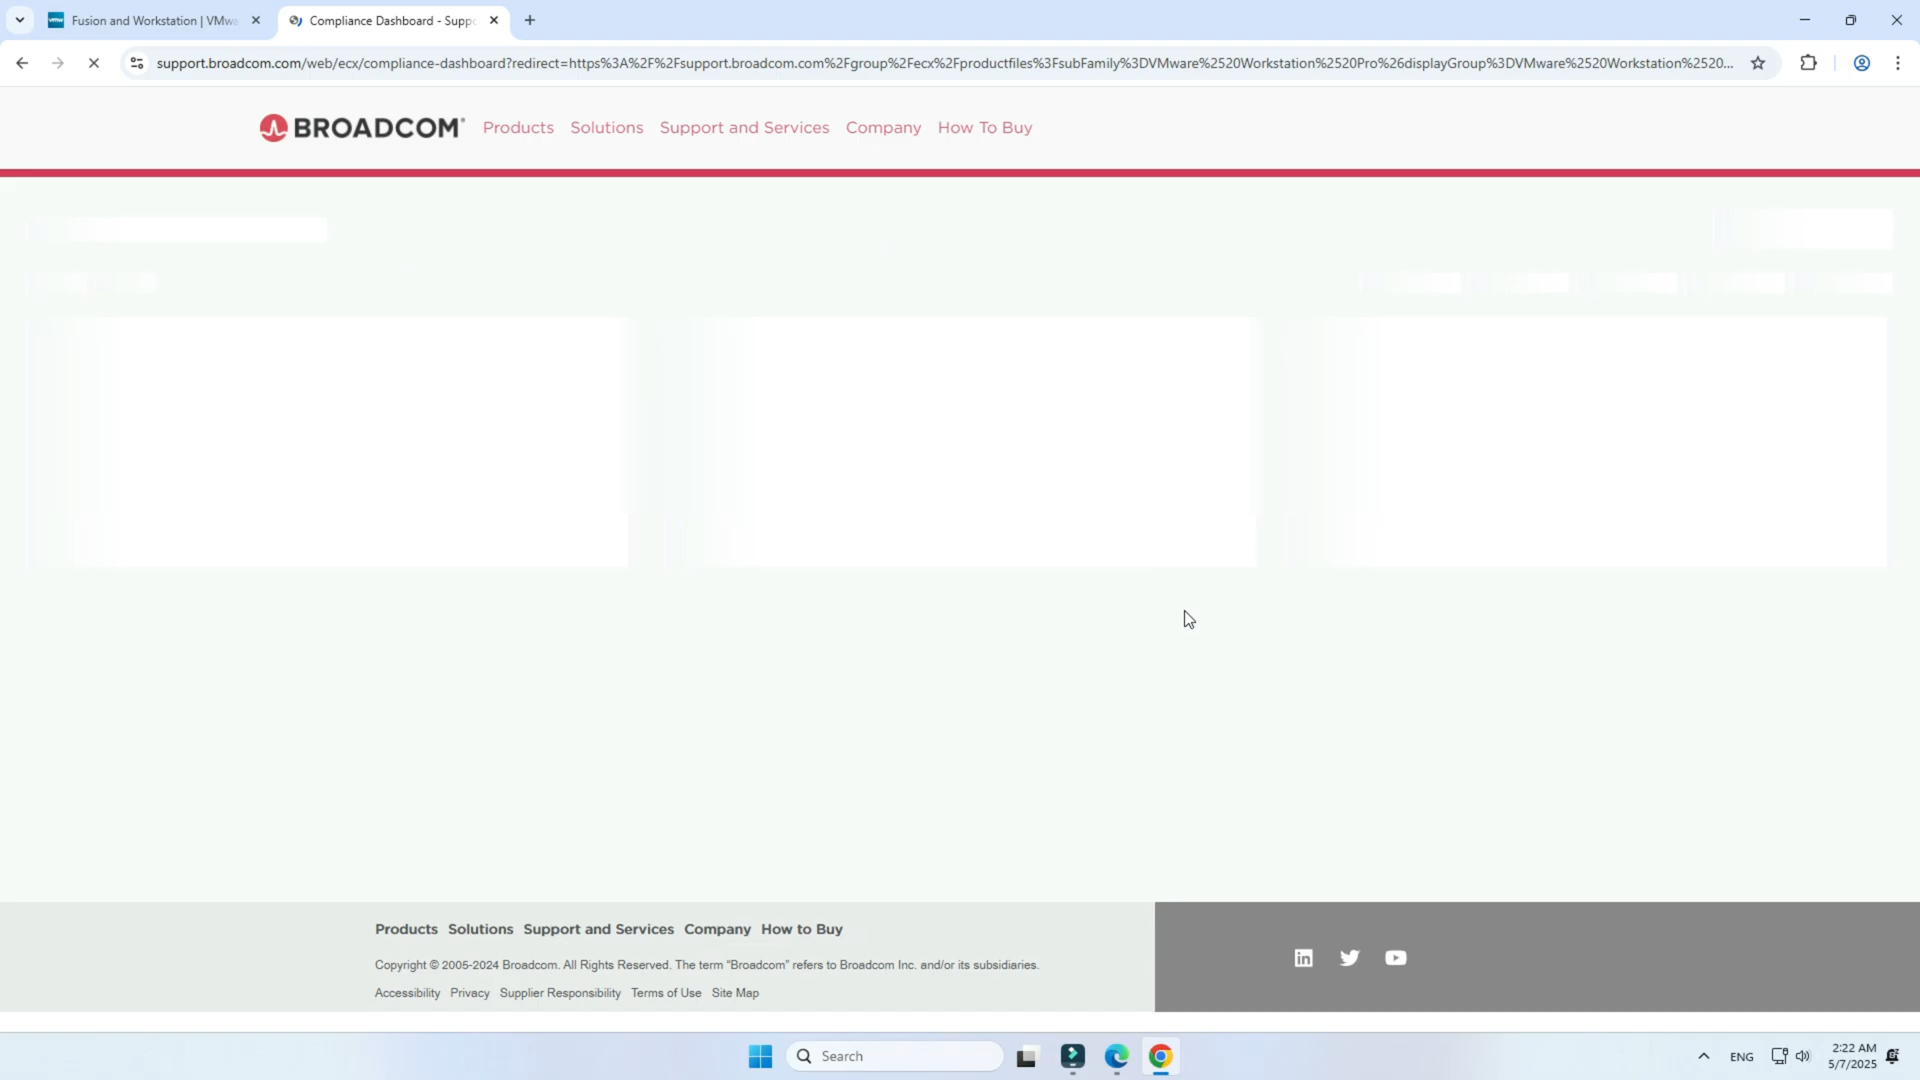 Fusion and Workstation | VMwa
Compliance Dashboard - Suppo
support.broadcom.com/web/ecx/compliance-dashboard?redirect=https%3A%2F%2Fsupport.broadcom.com%2Fgroup%2Fecx%2Fproductfiles%3FsubFamily%3DVMware%2520Workstation%2520Pro%26displayGroup%3DVMware%2520Workstation%2520...
BROADCOM
Products Solutions Support and Services Company How To Buy
Products Solutions Support and Services Company How to Buy
Copyright © 2005-2024 Broadcom. All Rights Reserved. The term “Broadcom” refers to Broadcom Inc. and/or its subsidiaries.
Accessibility Privacy Supplier Responsibility Terms of Use Site Map
Search
ENG
2:22 AM
5/7/2025